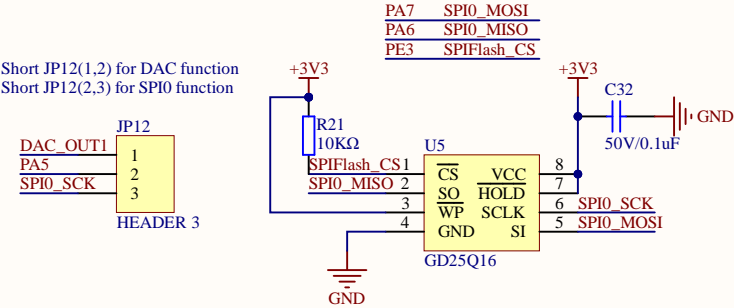 PA7 SPI0_MOSI
PA6 SPI0_MISO
PE3 SPIFlash_CS
Short JP12(1,2) for DAC function
Short JP12(2,3) for SPI0 function
+3V3
+3V3
C32
GND
50V/0.1uF
JP12
R21
10KΩ
U5
DAC_OUT1 1
PA5 2
SPI0_SCK 3
HEADER 3
SPIFlash_CS 1 CS VCC 8
SPI0_MISO 2 SO HOLD 7
3 WP SCLK 6 SPI0_SCK
4 GND SI 5 SPI0_MOSI
GD25Q16
GND